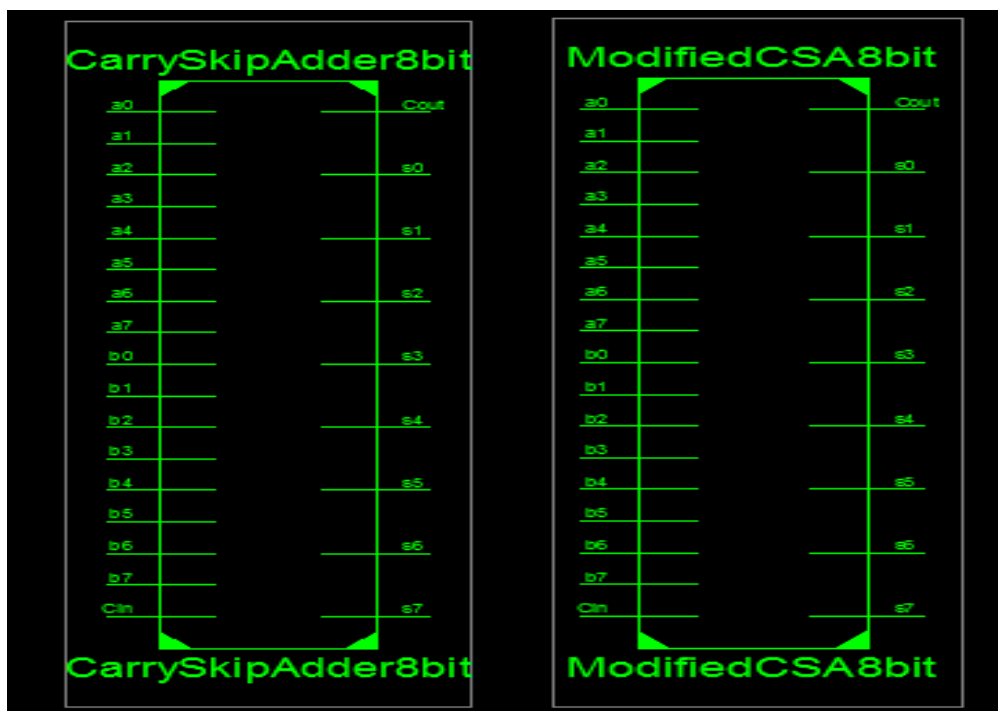 CarrySkipAdder8bit
a0 Cout
a1
a2 s0
a3
a4 s1
a5
a6 s2
a7
b0 s3
b1
b2 s4
b3
b4 s5
b5
b6 s6
b7
Cin s7
CarrySkipAdder8bit
ModifiedCSA8bit
a0 Cout
a1
a2 s0
a3
a4 s1
a5
a6 s2
a7
b0 s3
b1
b2 s4
b3
b4 s5
b5
b6 s6
b7
Cin s7
ModifiedCSA8bit